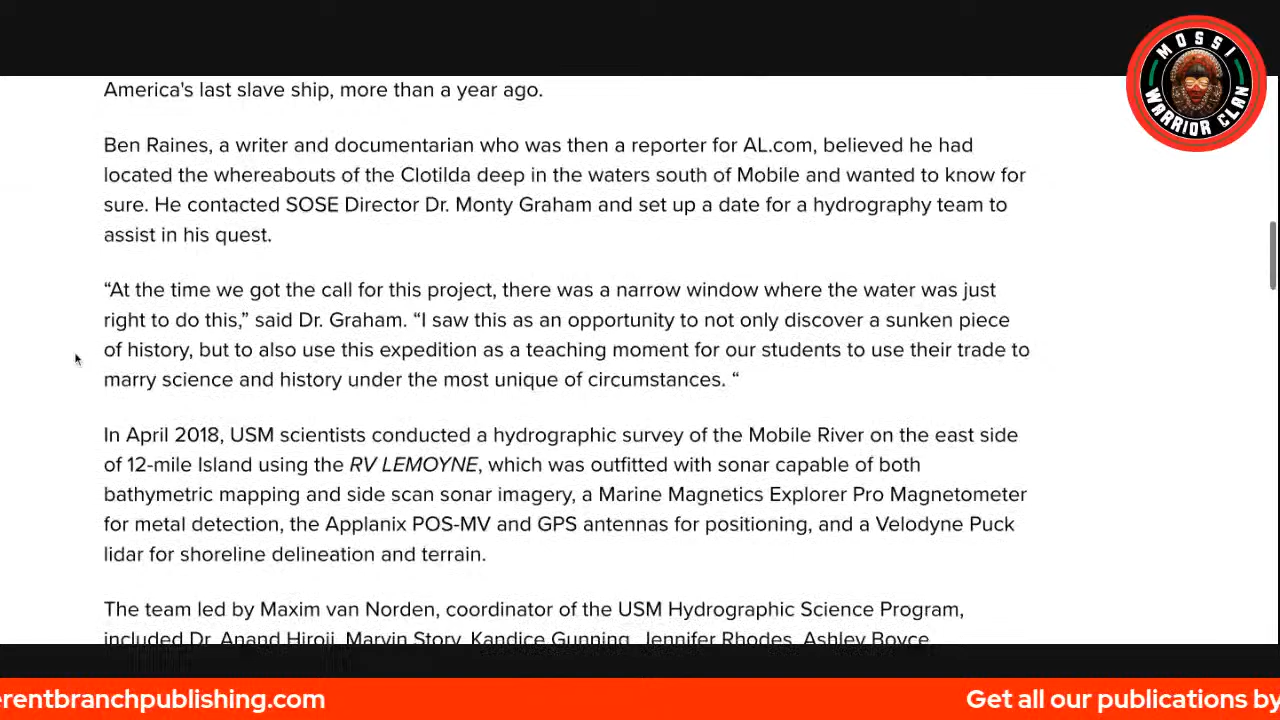 MOSSI
WARRIOR CLAN
America's last slave ship, more than a year ago.
Ben Raines, a writer and documentarian who was then a reporter for AL.com, believed he had
located the whereabouts of the Clotilda deep in the waters south of Mobile and wanted to know for
sure. He contacted SOSE Director Dr. Monty Graham and set up a date for a hydrography team to
assist in his quest.
“At the time we got the call for this project, there was a narrow window where the water was just
right to do this,” said Dr. Graham. “I saw this as an opportunity to not only discover a sunken piece
of history, but to also use this expedition as a teaching moment for our students to use their trade to
marry science and history under the most unique of circumstances. “
In April 2018, USM scientists conducted a hydrographic survey of the Mobile River on the east side
of 12-mile Island using the RV LEMOYNE, which was outfitted with sonar capable of both
bathymetric mapping and side scan sonar imagery, a Marine Magnetics Explorer Pro Magnetometer
for metal detection, the Applanix POS-MV and GPS antennas for positioning, and a Velodyne Puck
lidar for shoreline delineation and terrain.
The team led by Maxim van Norden, coordinator of the USM Hydrographic Science Program,
included Dr. Anand Hiroji, Marvin Story, Kandice Gunning, Jennifer Rhodes, Ashley Boyce,
erentbranchpublishing.com
Get all our publications by